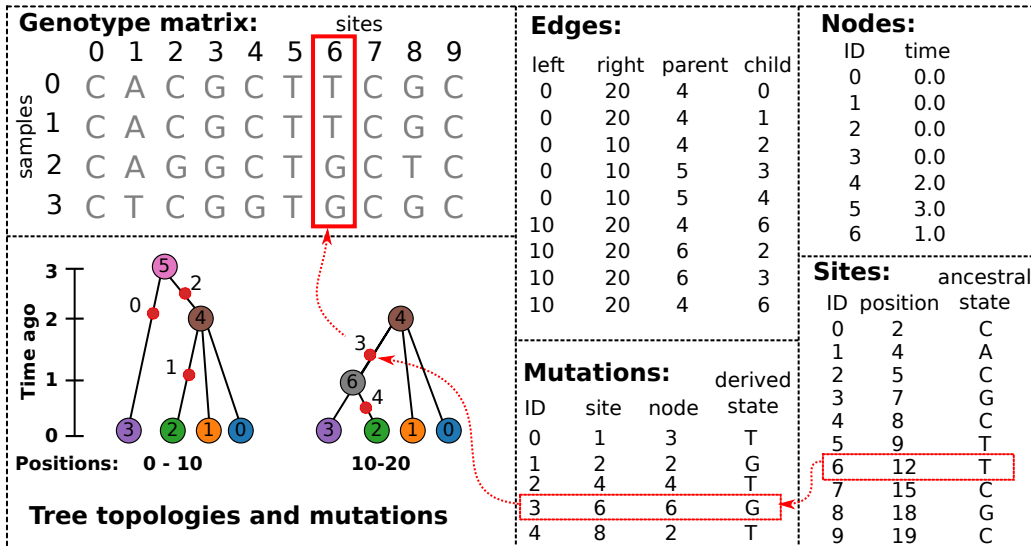 Genotype matrix: sites
0 1 2 3 4 5 6 7 8 9
samples
0 C A C G C T T C G C
1 C A C G C T T C G C
2 C A G G C T G C T C
3 C T C G G T G C G C
Edges:
left right parent child
0 20 4 0
0 20 4 1
0 10 4 2
0 10 5 3
0 10 5 4
10 20 4 6
10 20 6 2
10 20 6 3
10 20 4 6
Nodes:
ID time
0 0.0
1 0.0
2 0.0
3 0.0
4 2.0
5 3.0
6 1.0
Time ago
3
2
1
0
5
2
0
4
1
3 2 1 0
4
3
6
4
3 2 1 0
Positions: 0 - 10 10-20
Tree topologies and mutations
Mutations:
derived
ID site node state
0 1 3 T
1 2 2 G
2 4 4 T
3 6 6 G
4 8 2 T
Sites: ancestral
ID position state
0 2 C
1 4 A
2 5 C
3 7 G
4 8 C
5 9 T
6 12 T
7 15 C
8 18 G
9 19 C